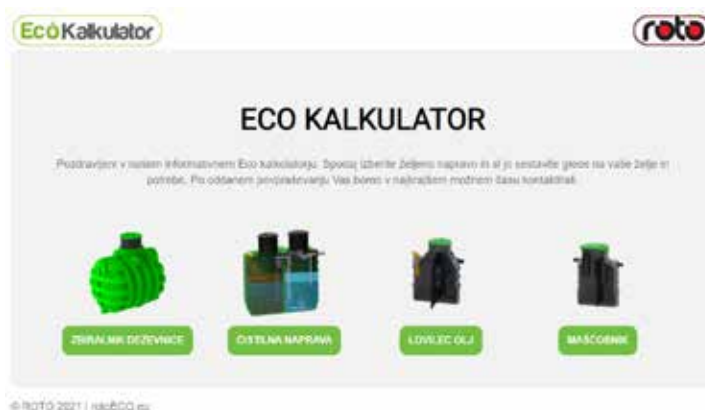 EcoKalkulator
roto
ECO KALKULATOR
Pozdravljeni v našem informativnem Eco kalkulatorju. Spodaj izberite željeno napravo in si jo sestavite glede na vaše želje in
potrebe. Po oddanem povpraševanju Vas bomo v najkrajšem možnem času kontaktirali.
ZBIRALNIK DEŽEVNICE
ČISTILNA NAPRAVA
LOVILEC OLJ
MAŠČOBNIK
© ROTO 2021 | rotoECO.eu